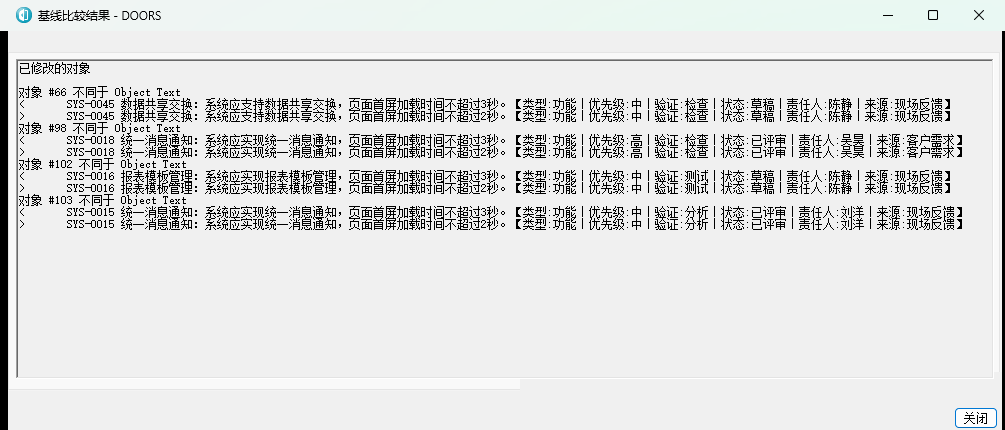 基线比较结果 - DOORS
已修改的对象
对象 #66 不同于 Object Text
< SYS-0045 数据共享交换: 系统应支持数据共享交换，页面首屏加载时间不超过3秒。【类型:功能|优先级:中|验证:检查|状态:草稿|责任人:陈静|来源:现场反馈】
> SYS-0045 数据共享交换: 系统应支持数据共享交换，页面首屏加载时间不超过2秒。【类型:功能|优先级:中|验证:检查|状态:草稿|责任人:陈静|来源:现场反馈】
对象 #98 不同于 Object Text
< SYS-0018 统一消息通知: 系统应实现统一消息通知，页面首屏加载时间不超过3秒。【类型:功能|优先级:高|验证:检查|状态:已评审|责任人:吴昊|来源:客户需求】
> SYS-0018 统一消息通知: 系统应实现统一消息通知，页面首屏加载时间不超过2秒。【类型:功能|优先级:高|验证:检查|状态:已评审|责任人:吴昊|来源:客户需求】
对象 #102 不同于 Object Text
< SYS-0016 报表模板管理: 系统应实现报表模板管理，页面首屏加载时间不超过3秒。【类型:功能|优先级:中|验证:测试|状态:草稿|责任人:陈静|来源:现场反馈】
> SYS-0016 报表模板管理: 系统应实现报表模板管理，页面首屏加载时间不超过2秒。【类型:功能|优先级:中|验证:测试|状态:草稿|责任人:陈静|来源:现场反馈】
对象 #103 不同于 Object Text
< SYS-0015 统一消息通知: 系统应实现统一消息通知，页面首屏加载时间不超过3秒。【类型:功能|优先级:中|验证:分析|状态:已评审|责任人:刘洋|来源:现场反馈】
> SYS-0015 统一消息通知: 系统应实现统一消息通知，页面首屏加载时间不超过2秒。【类型:功能|优先级:中|验证:分析|状态:已评审|责任人:刘洋|来源:现场反馈】
关闭